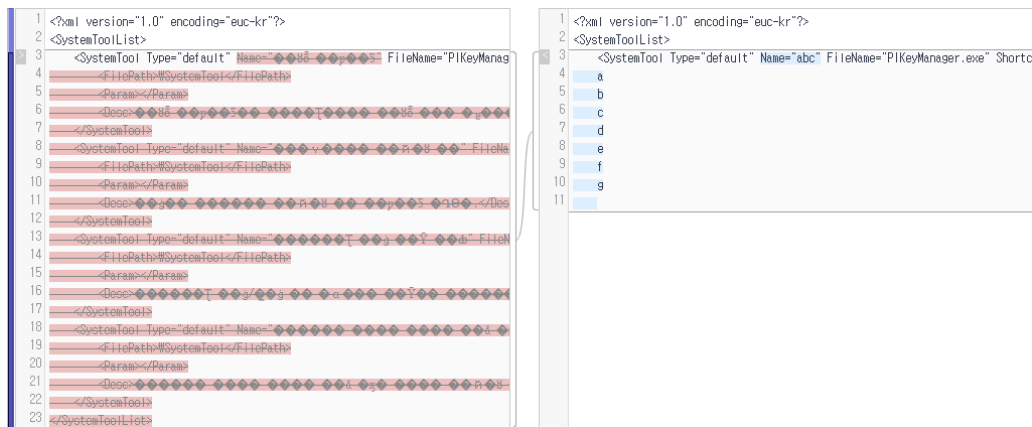 1 <?xml version="1.0" encoding="euc-kr"?>
2 <SystemToolList>
3 <SystemTool Type="default" Name=" FileName="PIKeyManag
4 <FilePath>₩SystemTool</FilePath>
5 <Param></Param>
6 <Desc>
7 </SystemTool>
8 <SystemTool Type="default" Name=" FileNa
9 <FilePath>₩SystemTool</FilePath>
10 <Param></Param>
11 <Desc> </Des
12 </SystemTool>
13 <SystemTool Type="default" Name=" FileN
14 <FilePath>₩SystemTool</FilePath>
15 <Param></Param>
16 <Desc>
17 </SystemTool>
18 <SystemTool Type="default" Name="
19 <FilePath>₩SystemTool</FilePath>
20 <Param></Param>
21 <Desc>
22 </SystemTool>
23 </SystemToolList>
1 <?xml version="1.0" encoding="euc-kr"?>
2 <SystemToolList>
3 <SystemTool Type="default" Name="abc" FileName="PIKeyManager.exe" Shortc
4 a
5 b
6 c
7 d
8 e
9 f
10 g
11